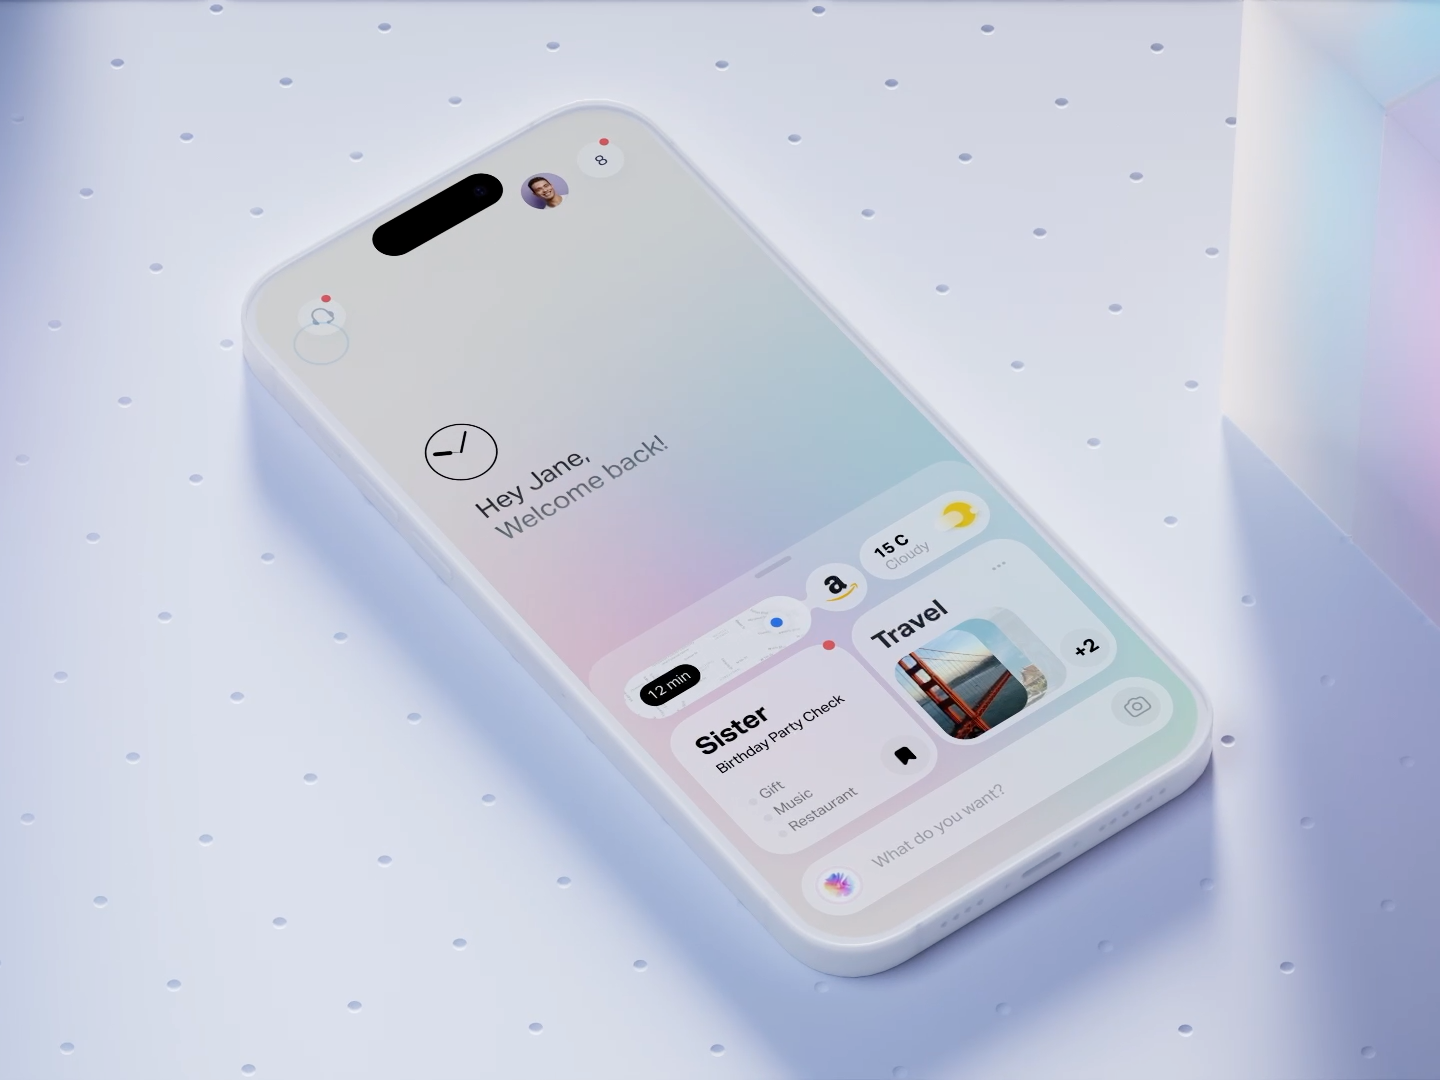 8
Hey Jane,
Welcome back!
15 C
Cloudy
a
12 min
Travel
+2
Sister
Birthday Party Check
Gift
Music
Restaurant
What do you want?